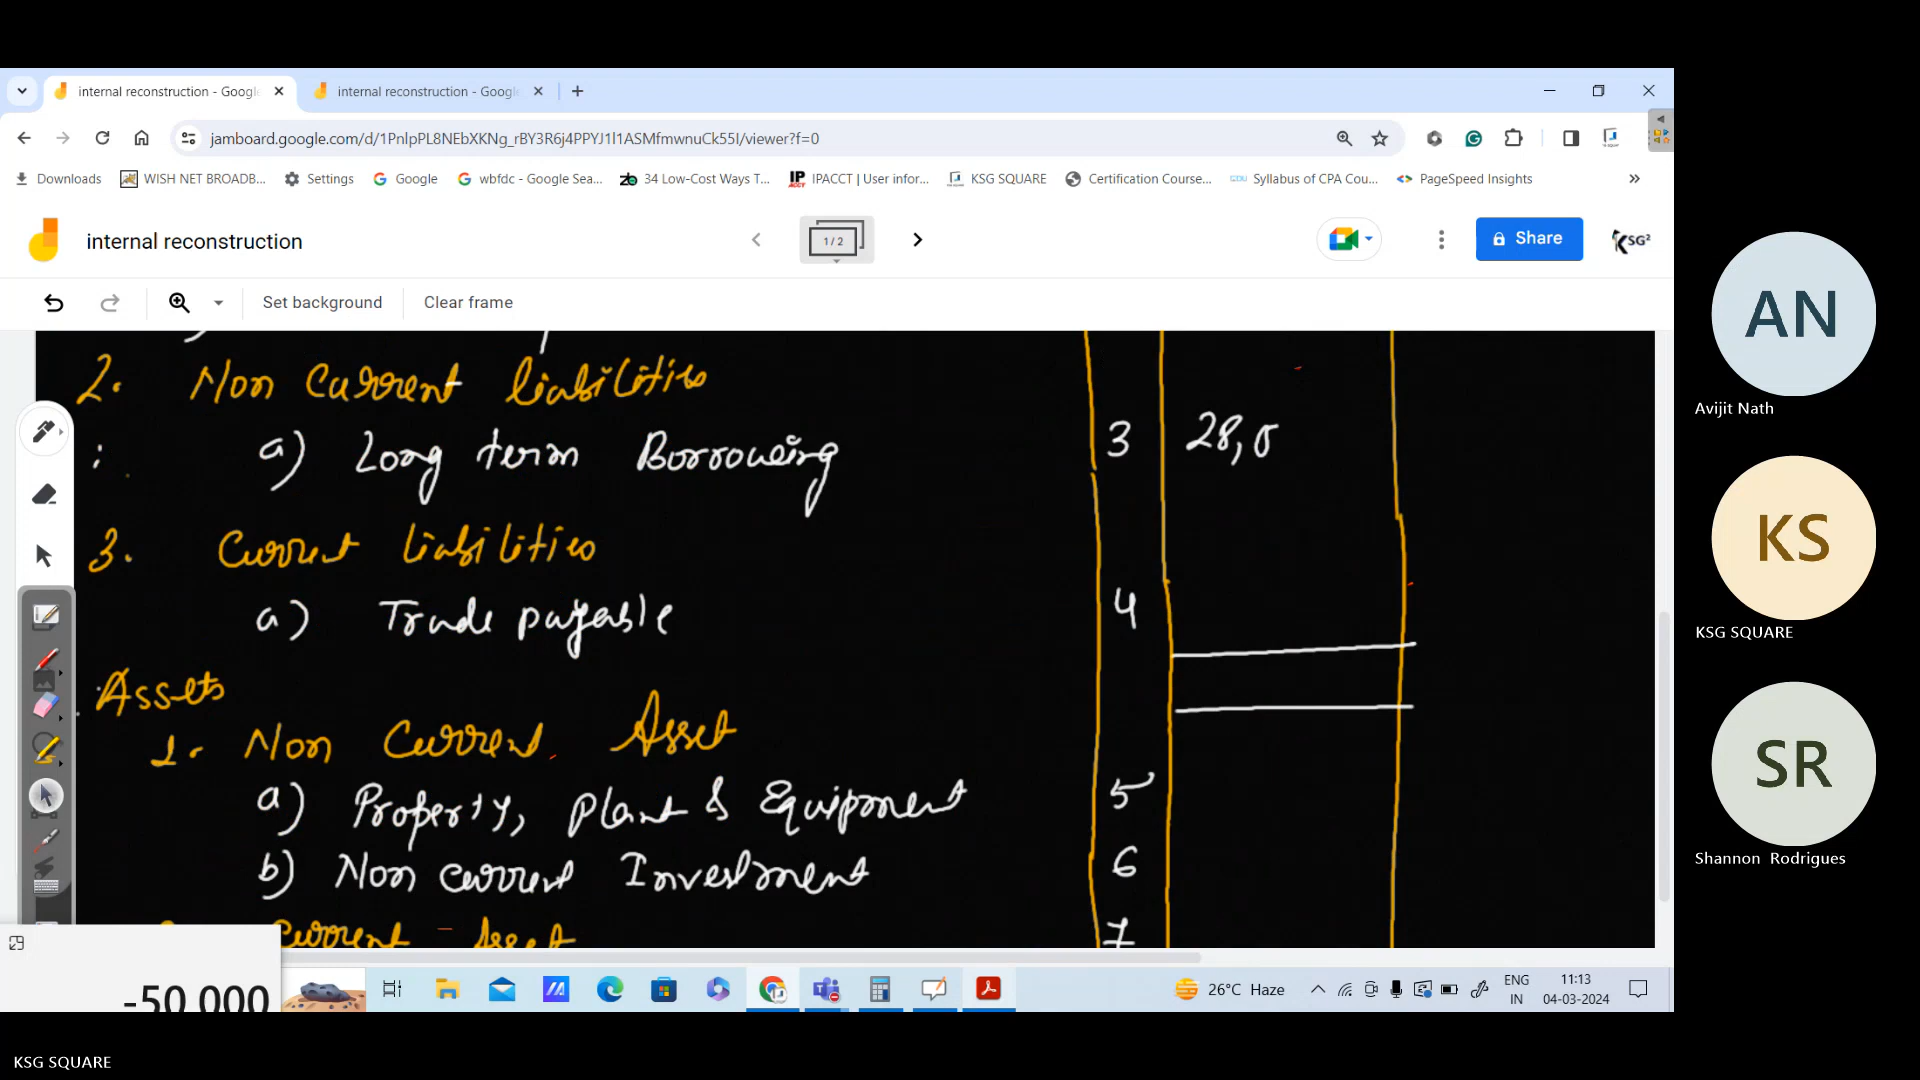 internal reconstruction - Google
internal reconstruction - Googl
jamboard.google.com/d/1PnlpPL8NEbXKNg_rBY3R6j4PPYJ1l1ASMfmwnuCk55I/viewer?f=0
Downloads WISH NET BROADB... Settings Google wbfdc - Google Sea... 34 Low-Cost Ways T... IPACCT | User infor... KSG SQUARE Certification Course... Syllabus of CPA Cou... PageSpeed Insights
internal reconstruction 1/2 Share KSG²
Set background Clear frame
2. Non Current liabilities
a) Long term Borrowing 3 28,0
3. Current liabilities
a) Trade payable 4
Assets
1. Non Current Asset
a) Property, Plant & Equipment 5
b) Non current Investment 6
Current Asset 7
-50,000
26°C Haze ENG IN 11:13 04-03-2024
AN
Avijit Nath
KS
KSG SQUARE
SR
Shannon Rodrigues
KSG SQUARE